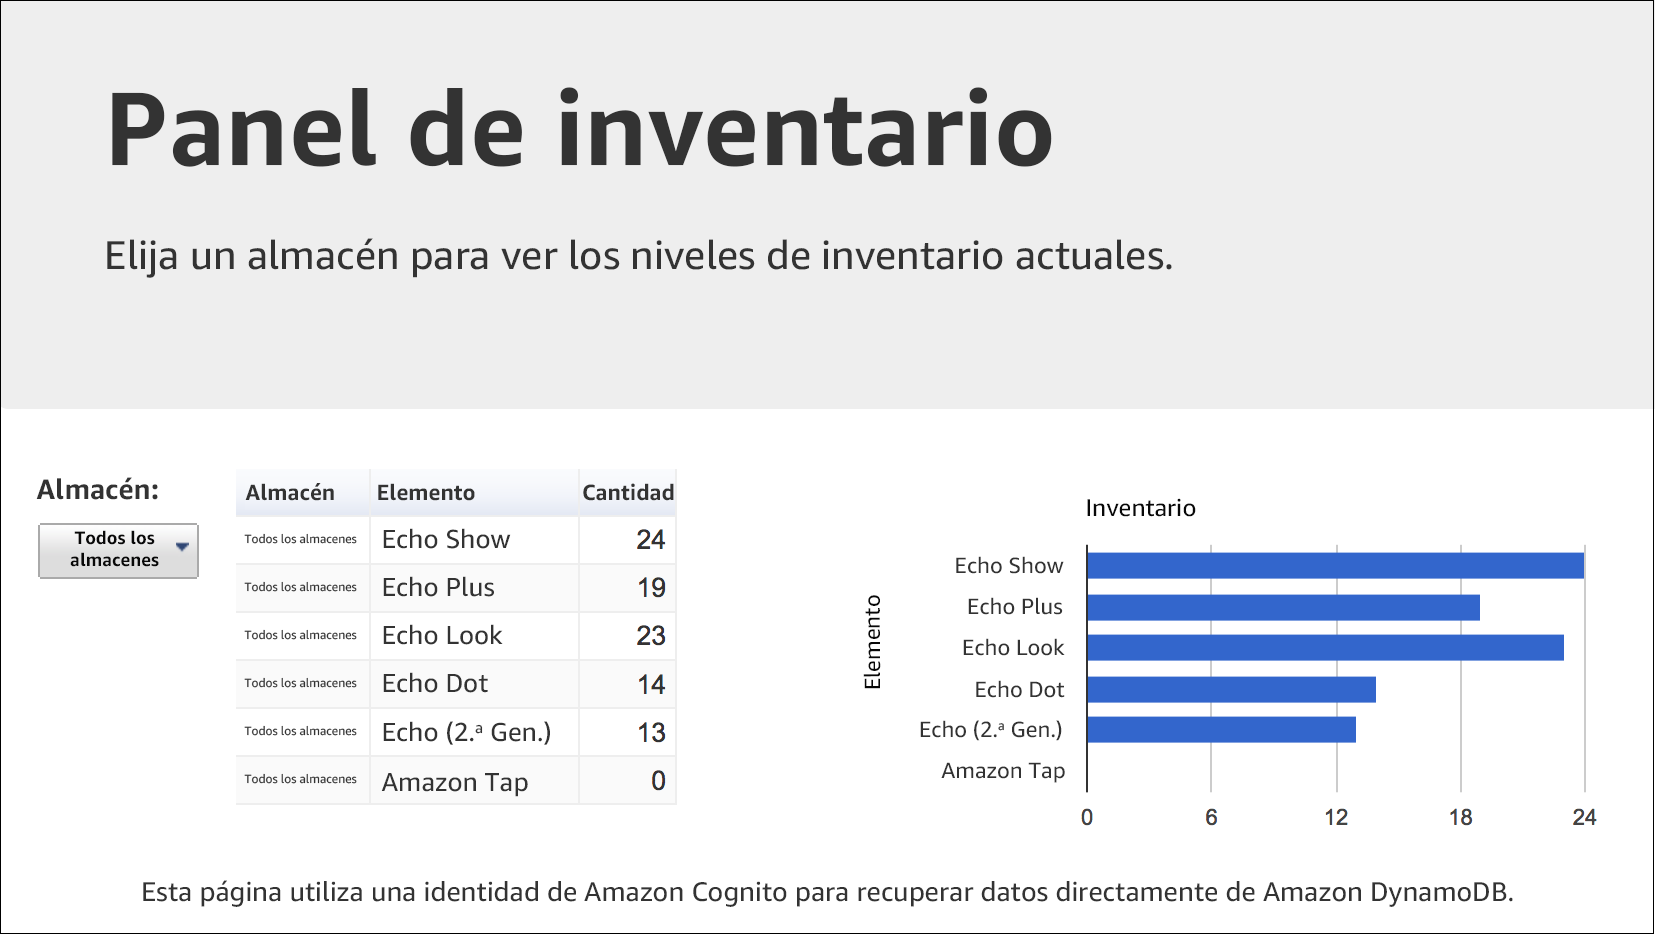 Panel de inventario
Elija un almacén para ver los niveles de inventario actuales.
Almacén:
Todos los
almacenes
Almacén Elemento Cantidad
Todos los almacenes Echo Show 24
Todos los almacenes Echo Plus 19
Todos los almacenes Echo Look 23
Todos los almacenes Echo Dot 14
Todos los almacenes Echo (2.ª Gen.) 13
Todos los almacenes Amazon Tap 0
Inventario
Elemento
Echo Show
Echo Plus
Echo Look
Echo Dot
Echo (2.ª Gen.)
Amazon Tap
0 6 12 18 24
Esta página utiliza una identidad de Amazon Cognito para recuperar datos directamente de Amazon DynamoDB.